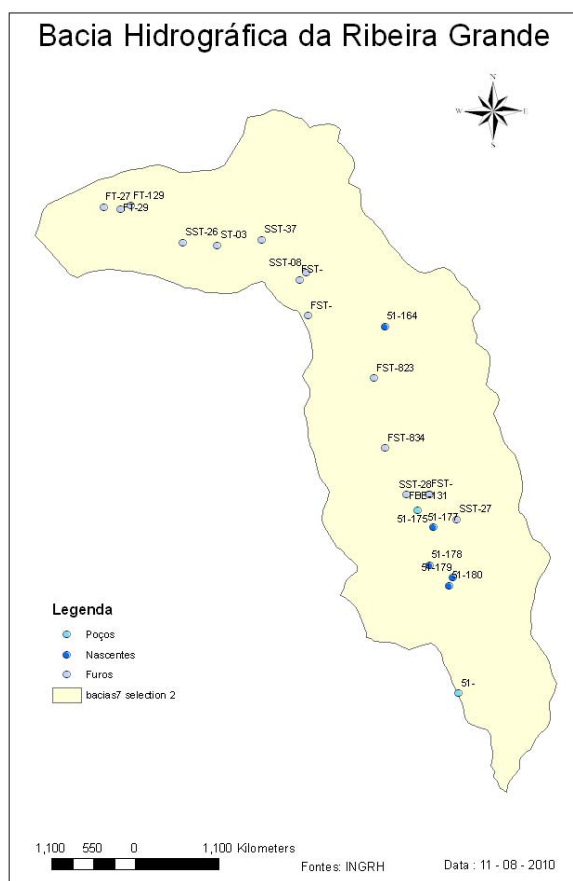 Bacia Hidrográfica da Ribeira Grande
N
W E
S
FT-27 FT-129
FT-29
SST-26 ST-03 SST-37
SST-08 FST-
FST-
51-164
FST-823
FST-834
SST-28 FST-
FBE-131
51-175 51-177 SST-27
51-178
51-179 51-180
51-
Legenda
Poços
Nascentes
Furos
bacias7 selection 2
1,100 550 0 1,100 Kilometers
Fontes: INGRH
Data : 11 - 08 - 2010